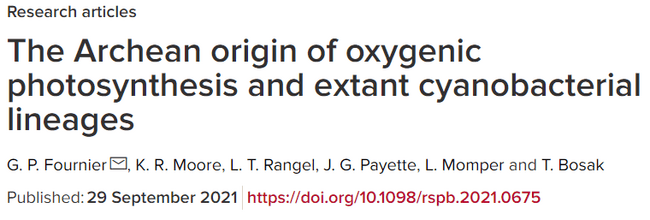 Research articles
The Archean origin of oxygenic
photosynthesis and extant cyanobacterial
lineages
G. P. Fournier, K. R. Moore, L. T. Rangel, J. G. Payette, L. Momper and T. Bosak
Published: 29 September 2021 https://doi.org/10.1098/rspb.2021.0675